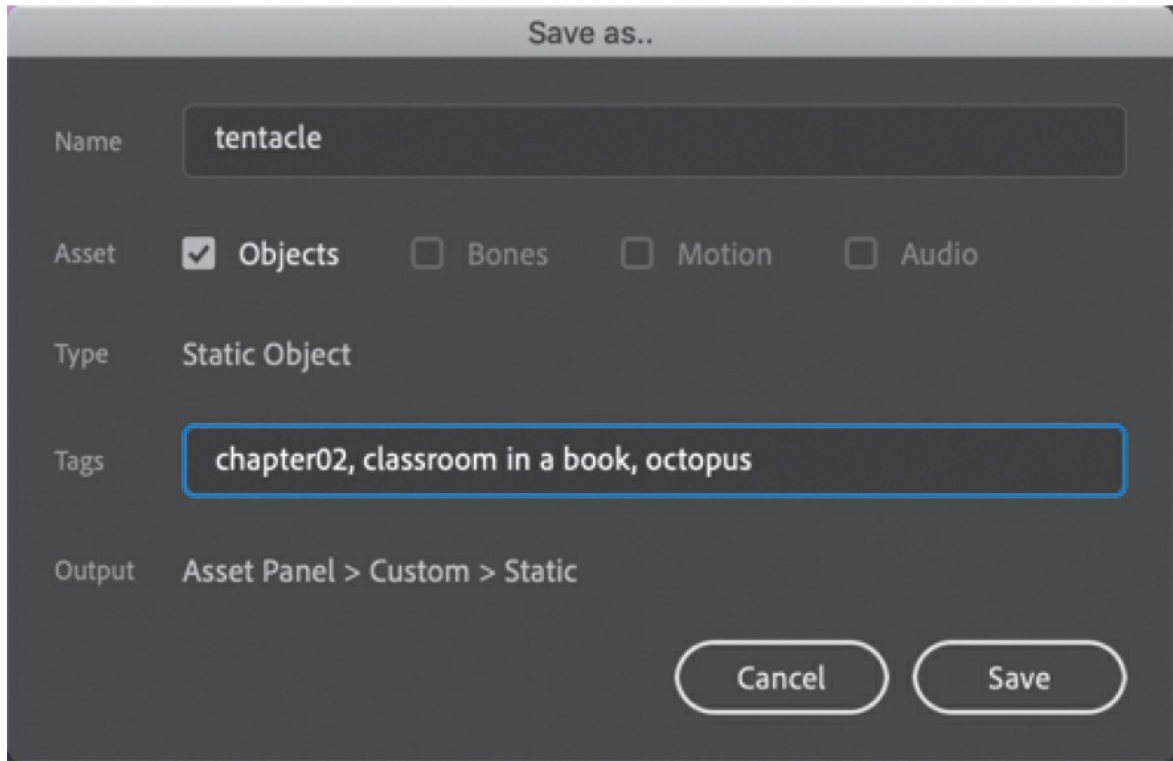 Save as..
Name tentacle
Asset Objects Bones Motion Audio
Type Static Object
Tags chapter02, classroom in a book, octopus
Output Asset Panel > Custom > Static
Cancel Save